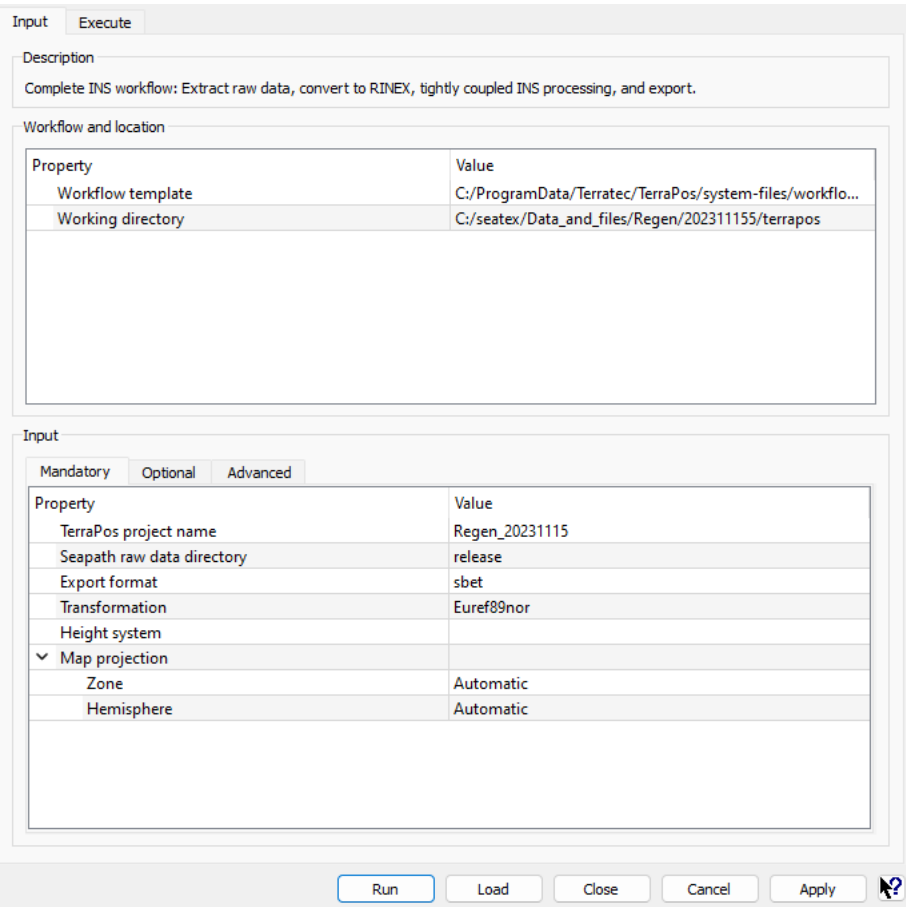 Input Execute
Description
Complete INS workflow: Extract raw data, convert to RINEX, tightly coupled INS processing, and export.
Workflow and location
Property Value
Workflow template C:/ProgramData/Terratec/TerraPos/system-files/workflo...
Working directory C:/seatex/Data_and_files/Regen/202311155/terrapos
Input
Mandatory Optional Advanced
Property Value
TerraPos project name Regen_20231115
Seapath raw data directory release
Export format sbet
Transformation Euref89nor
Height system
Map projection
Zone Automatic
Hemisphere Automatic
Run Load Close Cancel Apply ?